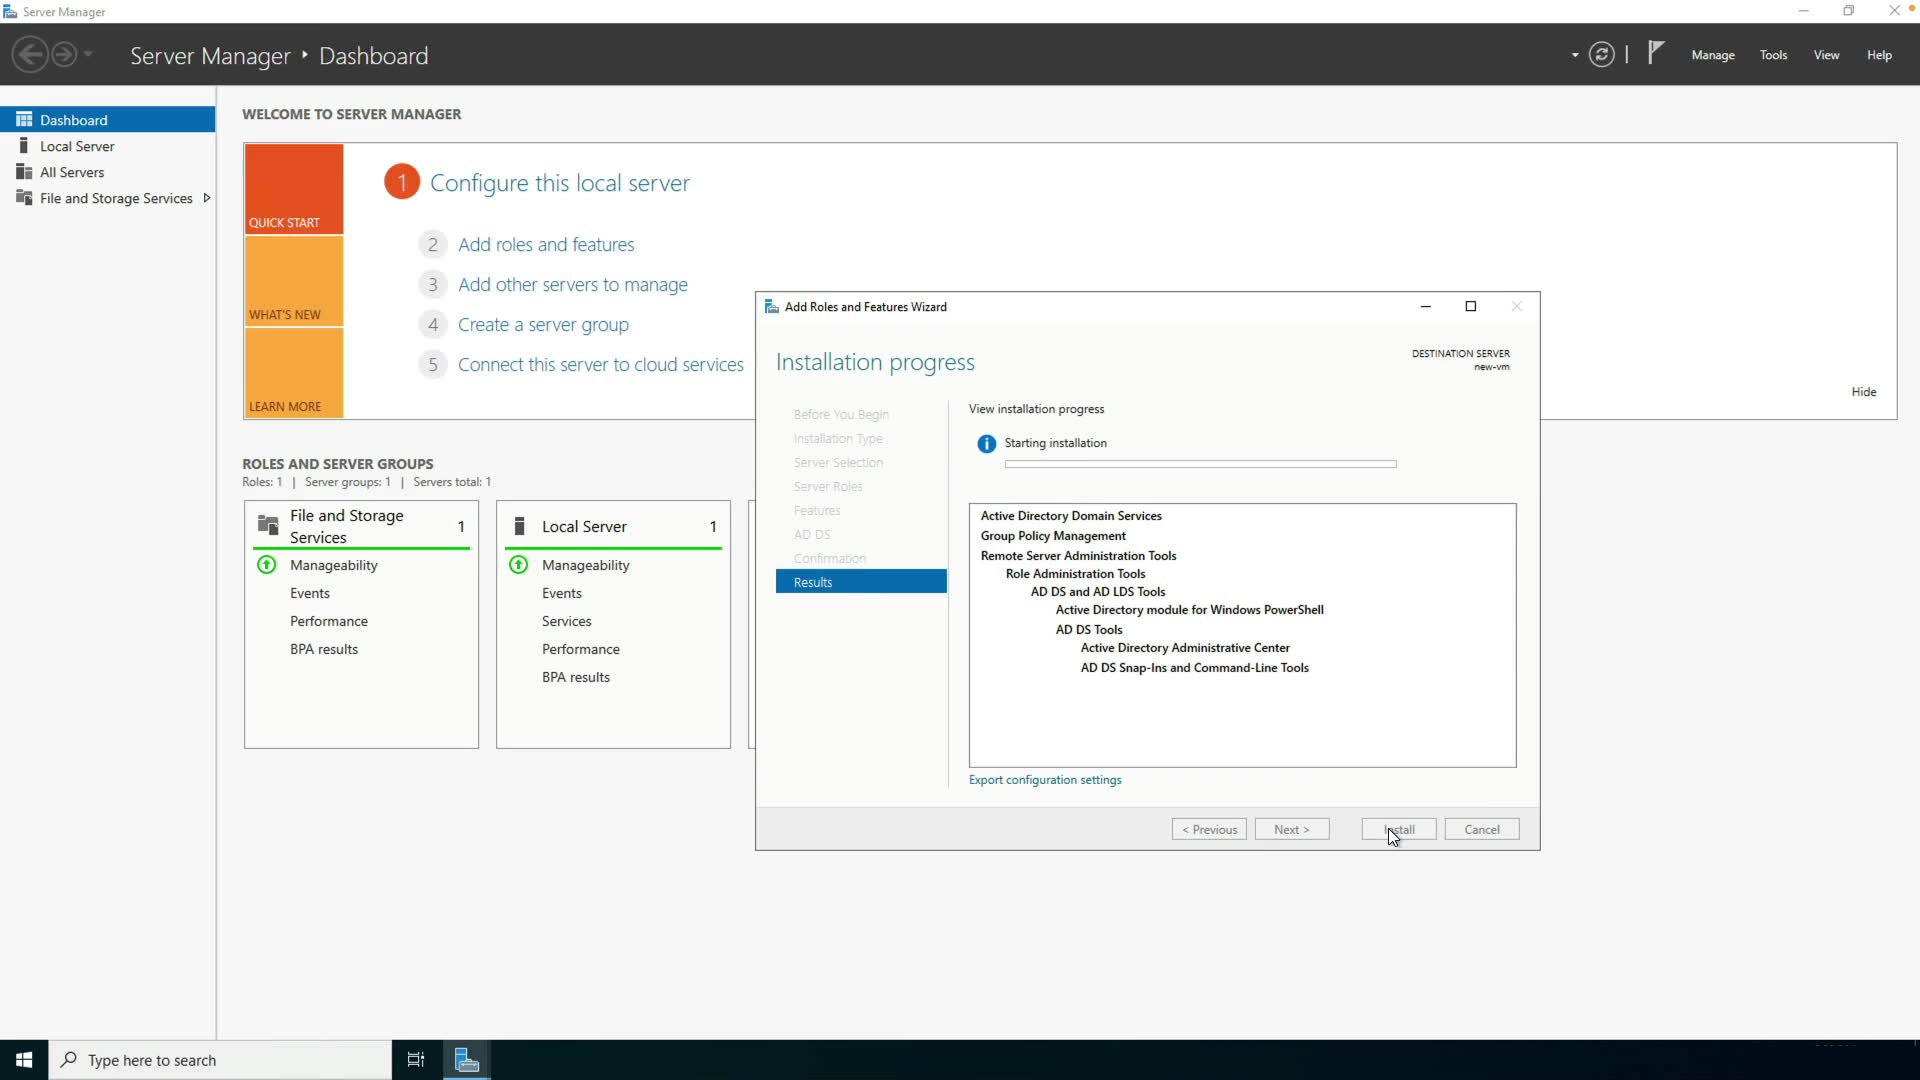 Server Manager
Server Manager ‣ Dashboard
Manage
Tools
View
Help
Dashboard
Local Server
All Servers
File and Storage Services
WELCOME TO SERVER MANAGER
QUICK START
WHAT'S NEW
LEARN MORE
1 Configure this local server
2 Add roles and features
3 Add other servers to manage
4 Create a server group
5 Connect this server to cloud services
Hide
ROLES AND SERVER GROUPS
Roles: 1 | Server groups: 1 | Servers total: 1
File and Storage
Services
1
Manageability
Events
Performance
BPA results
Local Server
1
Manageability
Events
Services
Performance
BPA results
Add Roles and Features Wizard
Installation progress
DESTINATION SERVER
new-vm
Before You Begin
Installation Type
Server Selection
Server Roles
Features
AD DS
Confirmation
Results
View installation progress
Starting installation
Active Directory Domain Services
Group Policy Management
Remote Server Administration Tools
Role Administration Tools
AD DS and AD LDS Tools
Active Directory module for Windows PowerShell
AD DS Tools
Active Directory Administrative Center
AD DS Snap-Ins and Command-Line Tools
Export configuration settings
< Previous
Next >
Install
Cancel
Type here to search